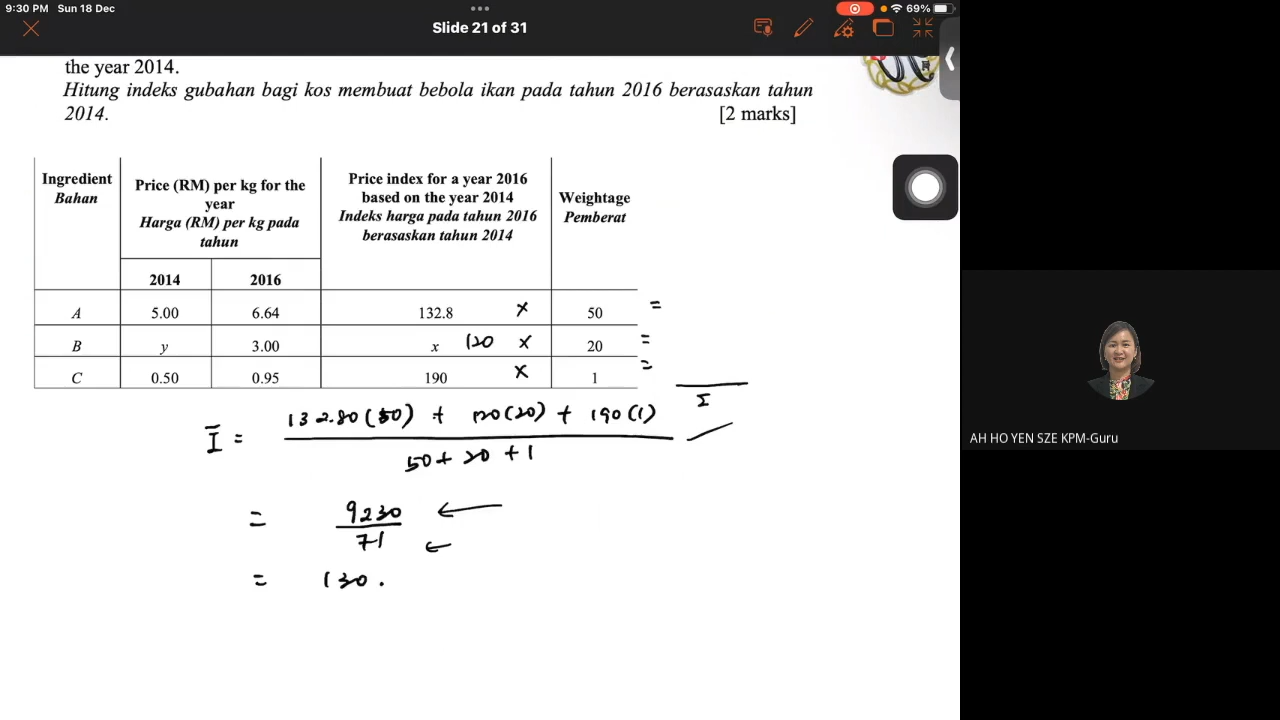 9:30 PM Sun 18 Dec
69%
Slide 21 of 31
the year 2014.
Hitung indeks gubahan bagi kos membuat bebola ikan pada tahun 2016 berasaskan tahun
2014. [2 marks]
Ingredient
Bahan
Price (RM) per kg for the
year
Harga (RM) per kg pada
tahun
Price index for a year 2016
based on the year 2014
Indeks harga pada tahun 2016
berasaskan tahun 2014
Weightage
Pemberat
2014 2016
A 5.00 6.64 132.8 x 50 =
B y 3.00 x 120 x 20 =
C 0.50 0.95 190 x 1 =
I
Ī = 132.80(50) + 120(20) + 190(1)
50 + 20 + 1
= 9230
71
= 130.
AH HO YEN SZE KPM-Guru